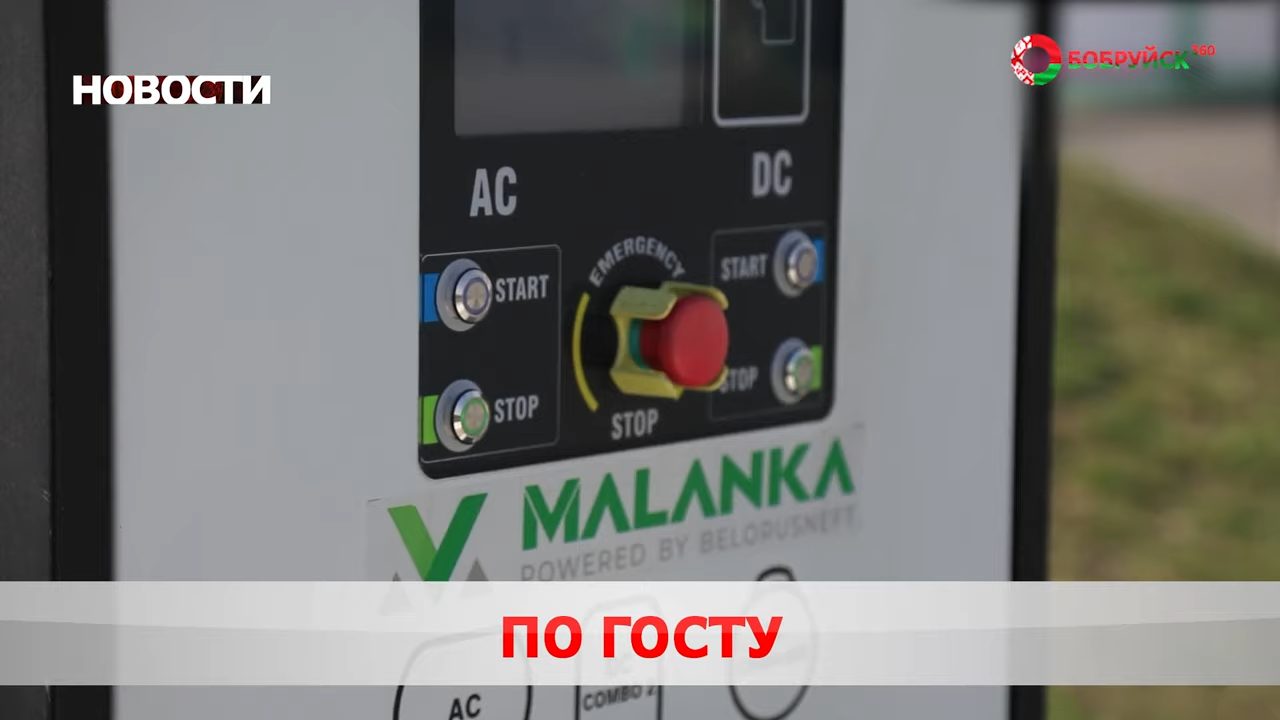 НОВОСТИ
БОБРУЙСК 360
AC
DC
EMERGENCY
START
START
STOP
STOP
STOP
MALANKA
POWERED BY BELORUSNEFT
ПО ГОСТУ
AC
COMBO 2